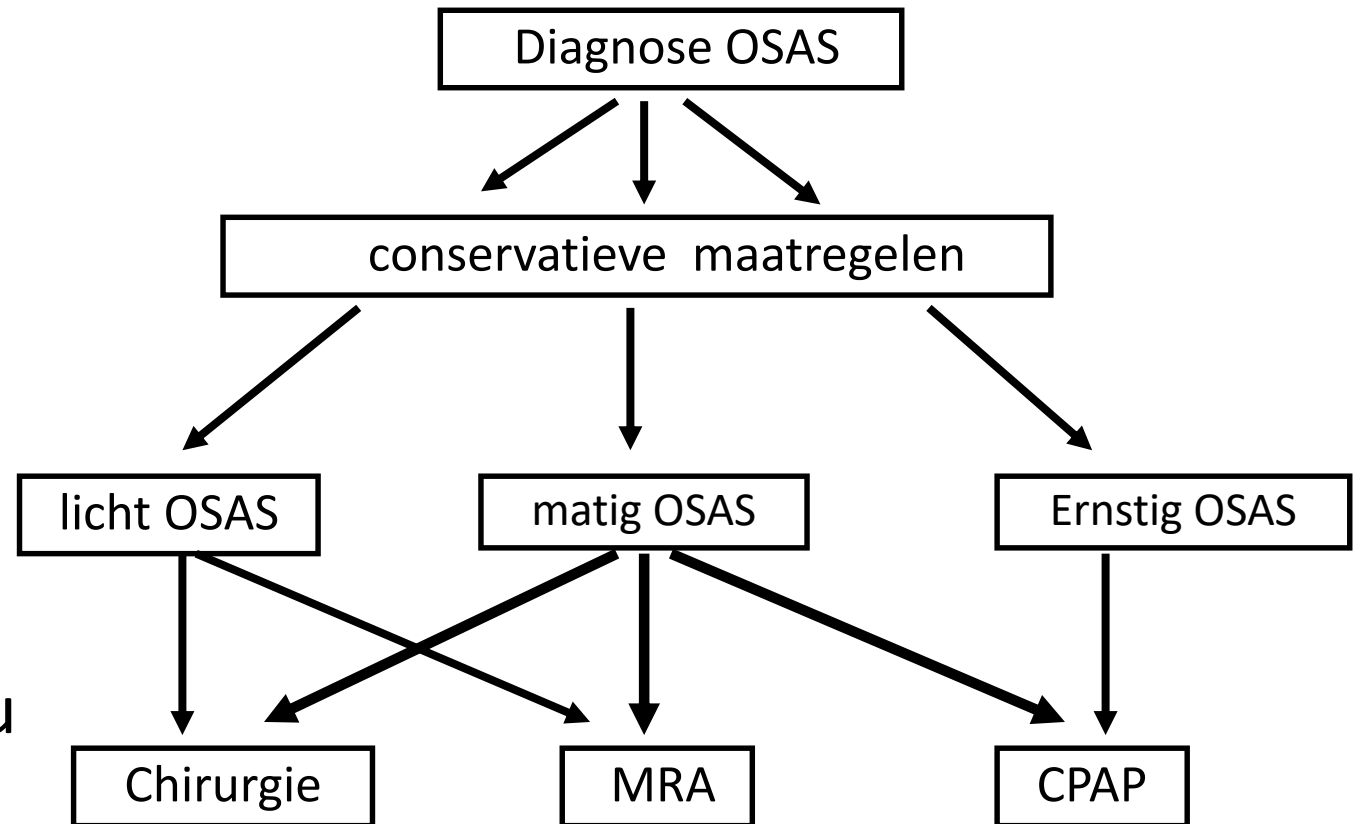 Diagnose OSAS
conservatieve maatregelen
licht OSAS
matig OSAS
Ernstig OSAS
u
Chirurgie
MRA
CPAP